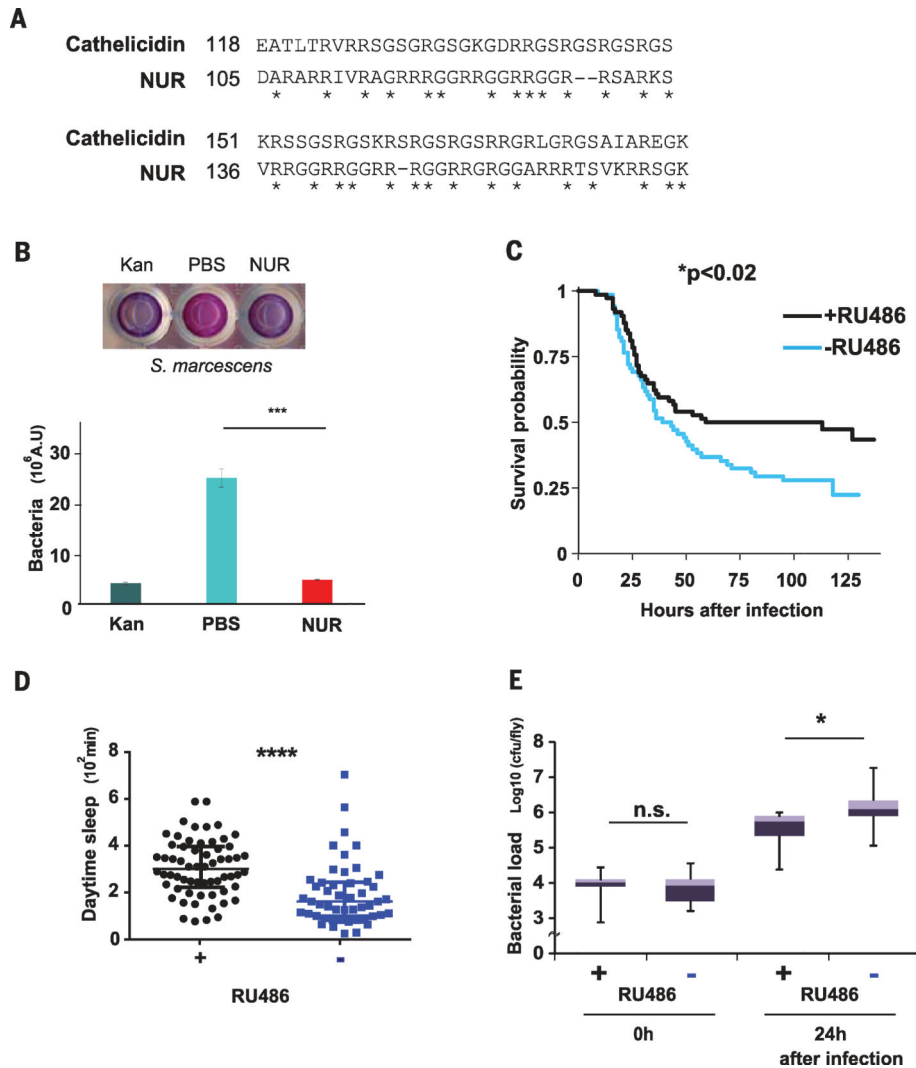 A
Cathelicidin 118 EATLTRVRRSGSGRGSGKGDRRGSRGSRGSRGS
NUR 105 DARARRIVRAGRRRGGRRGGRRGGR--RSARKS
* * * * ** * *** * * * *
Cathelicidin 151 KRSSGSRGSKRSRGSRGSRRGRLGRGSAIAREGK
NUR 136 VRRGGRRGGRR-RGGRRGRGGARRRTSVKRRSGK
* * ** * ** * * * * * * **
B
Kan PBS NUR
S. marcescens
Bacteria (10⁶A.U)
***
30
20
10
0
Kan PBS NUR
C
*p<0.02
+RU486
-RU486
Survival probability
1
0.75
0.5
0.25
0
0 25 50 75 100 125
Hours after infection
D
Daytime sleep (10²min)
****
8
6
4
2
0
+ -
RU486
E
Bacterial load Log10 (cfu/fly)
*
n.s.
8
7
6
5
4
3
0
+ - + -
RU486 RU486
0h 24h
after infection